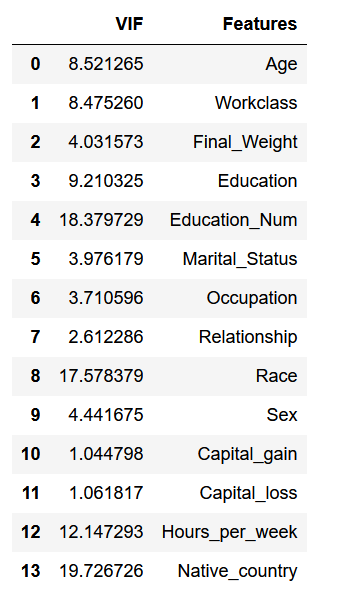 VIF Features
0 8.521265 Age
1 8.475260 Workclass
2 4.031573 Final_Weight
3 9.210325 Education
4 18.379729 Education_Num
5 3.976179 Marital_Status
6 3.710596 Occupation
7 2.612286 Relationship
8 17.578379 Race
9 4.441675 Sex
10 1.044798 Capital_gain
11 1.061817 Capital_loss
12 12.147293 Hours_per_week
13 19.726726 Native_country